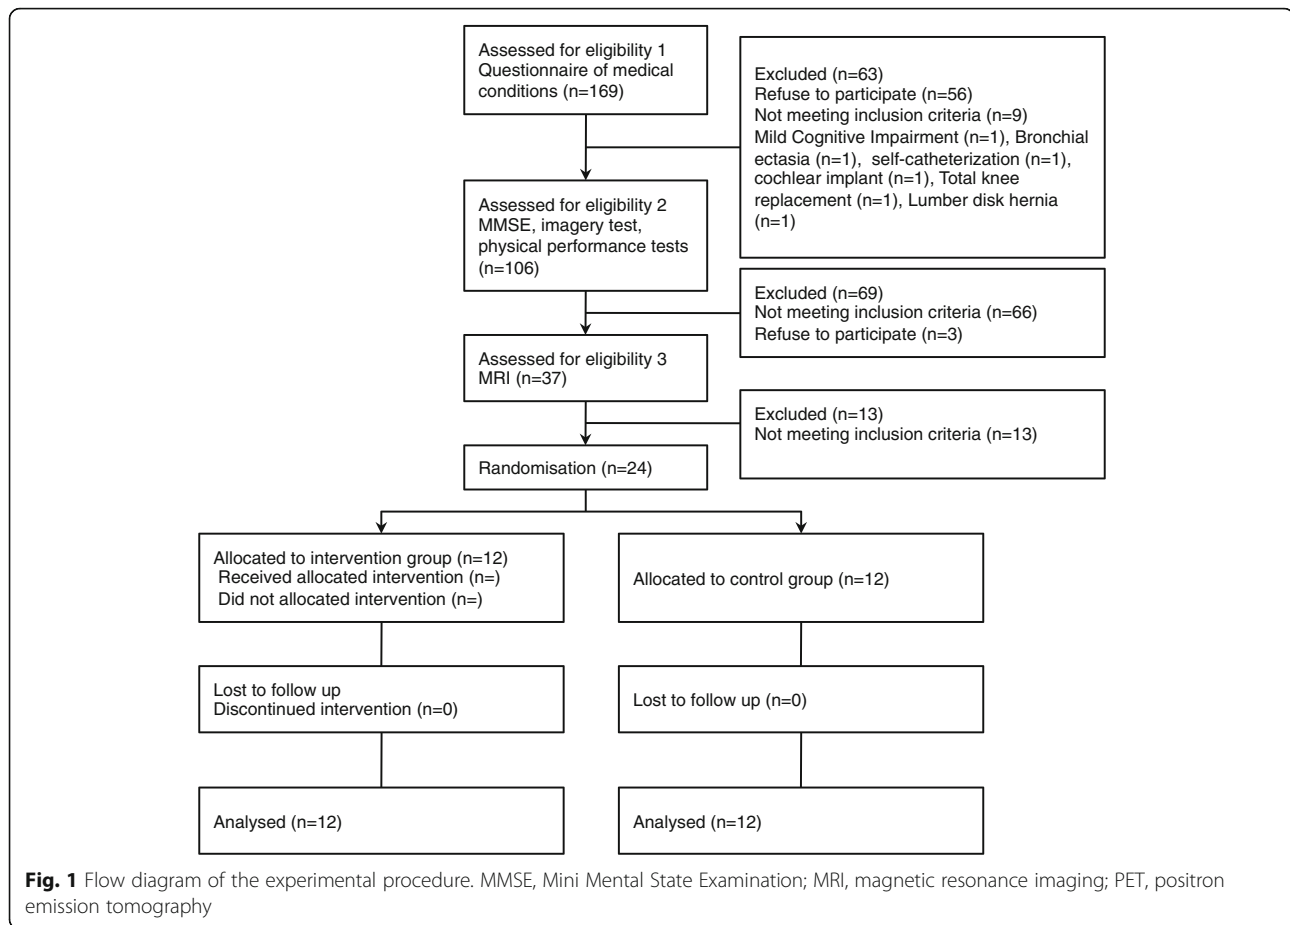 Assessed for eligibility 1
Questionnaire of medical
conditions (n=169)
Excluded (n=63)
Refuse to participate (n=56)
Not meeting inclusion criteria (n=9)
Mild Cognitive Impairment (n=1), Bronchial
ectasia (n=1), self-catheterization (n=1),
cochlear implant (n=1), Total knee
replacement (n=1), Lumber disk hernia
(n=1)
Assessed for eligibility 2
MMSE, imagery test,
physical performance tests
(n=106)
Excluded (n=69)
Not meeting inclusion criteria (n=66)
Refuse to participate (n=3)
Assessed for eligibility 3
MRI (n=37)
Excluded (n=13)
Not meeting inclusion criteria (n=13)
Randomisation (n=24)
Allocated to intervention group (n=12)
Received allocated intervention (n=)
Did not allocated intervention (n=)
Allocated to control group (n=12)
Lost to follow up
Discontinued intervention (n=0)
Lost to follow up (n=0)
Analysed (n=12)
Analysed (n=12)
Fig. 1 Flow diagram of the experimental procedure. MMSE, Mini Mental State Examination; MRI, magnetic resonance imaging; PET, positron
emission tomography